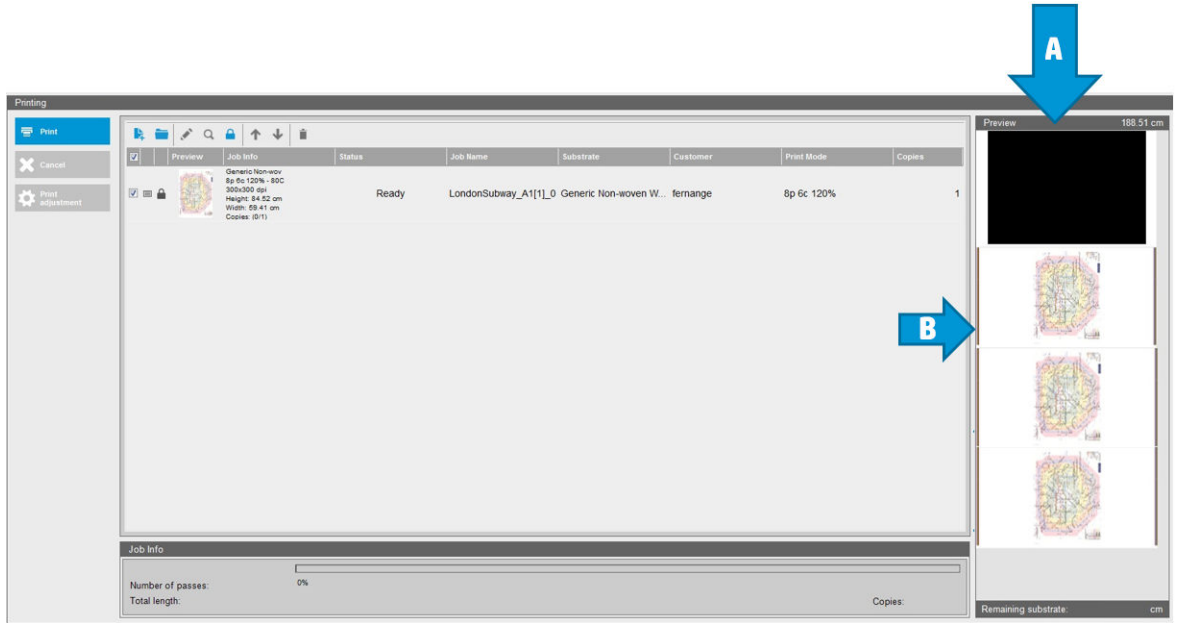 A
Printing
Print
Cancel
Print adjustment
Preview Job Info Status Job Name Substrate Customer Print Mode Copies
Generic Non-wov
8p 6c 120% - 80C
300x300 dpi
Height: 84.52 cm
Width: 59.41 cm
Copies: (0/1)
Ready LondonSubway_A1[1]_0 Generic Non-woven W... fernange 8p 6c 120% 1
Preview 188.51 cm
B
Job Info
0%
Number of passes:
Total length: Copies:
Remaining substrate: cm